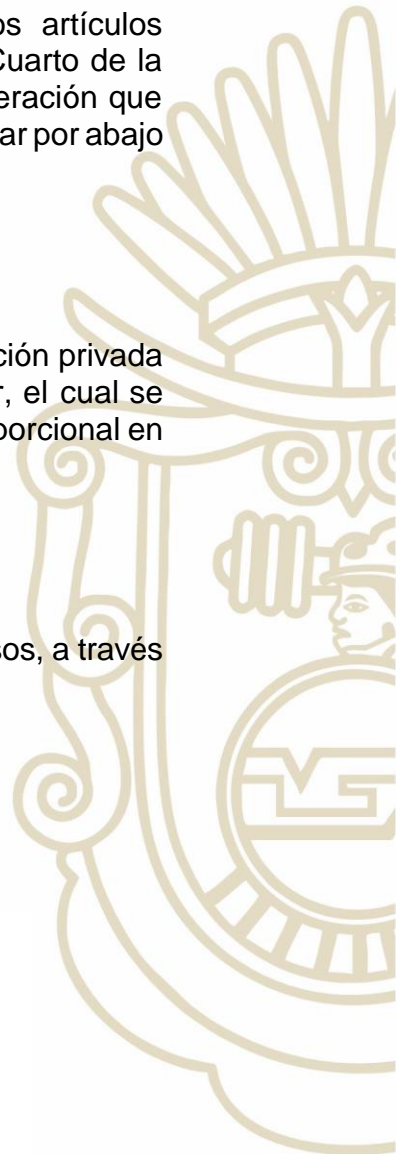 os artículos
Cuarto de la
eración que
ar por abajo
ción privada
r, el cual se
porcional en
sos, a través